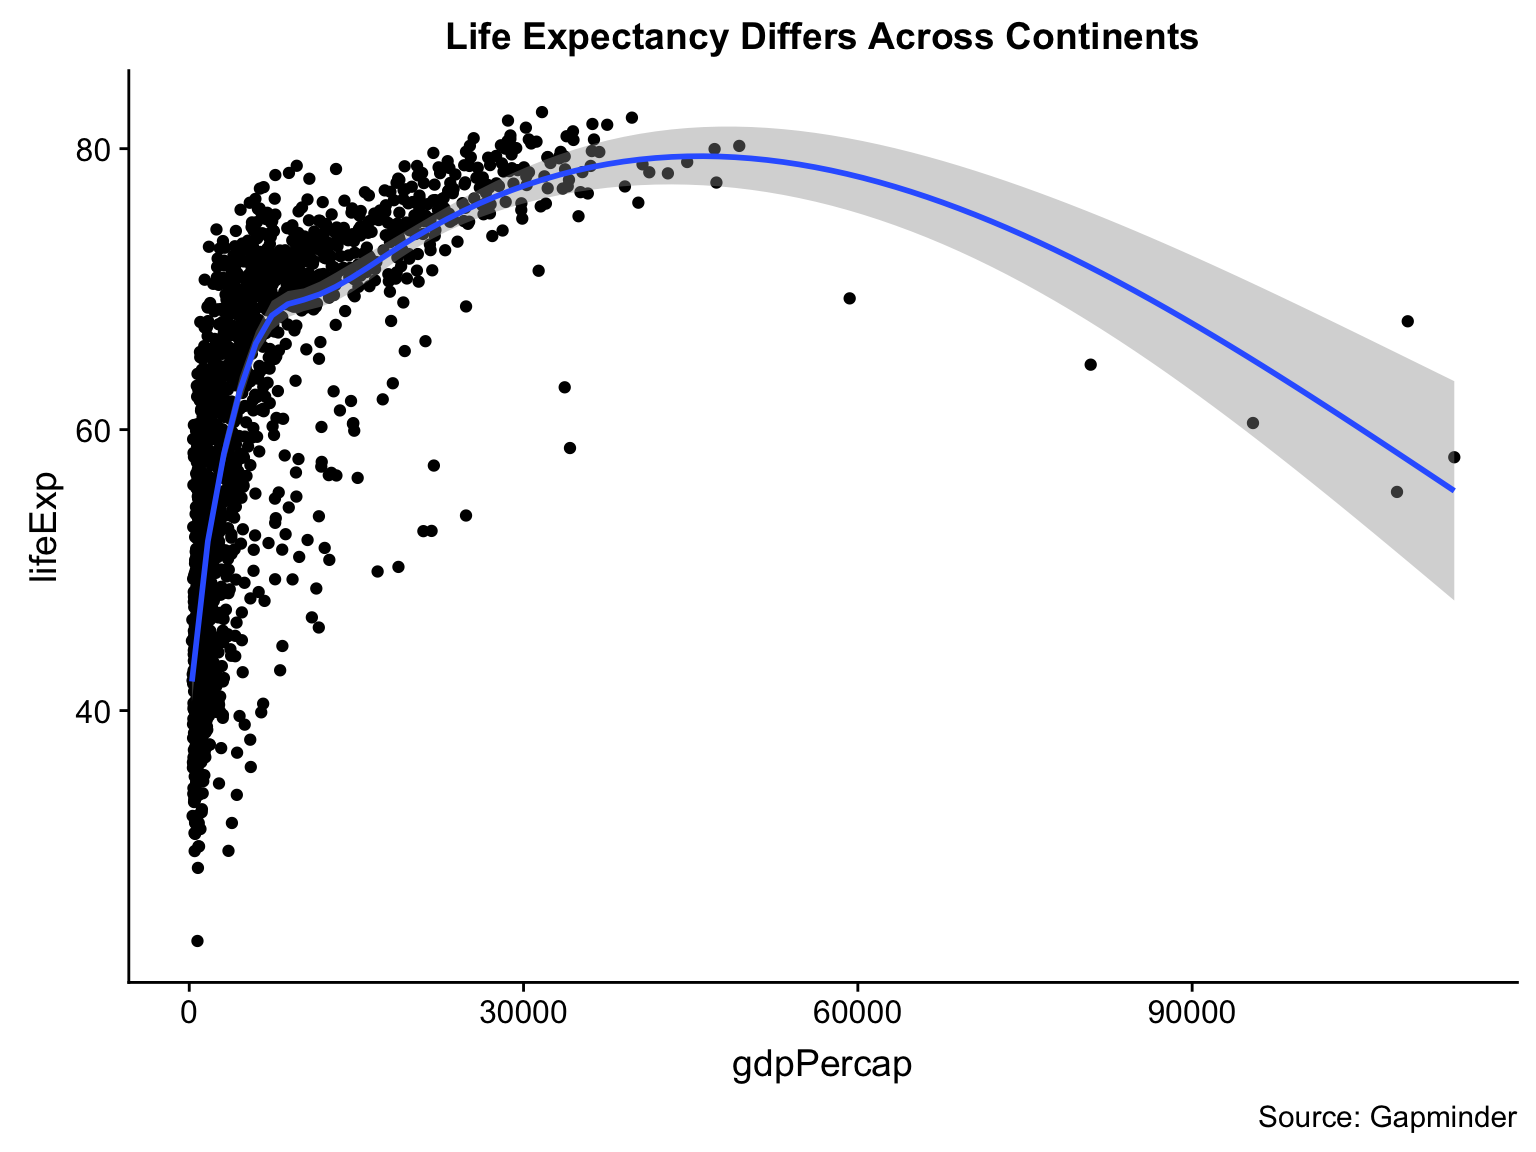 Life Expectancy Differs Across Continents
80
60
40
lifeExp
0 30000 60000 90000
gdpPercap
Source: Gapminder